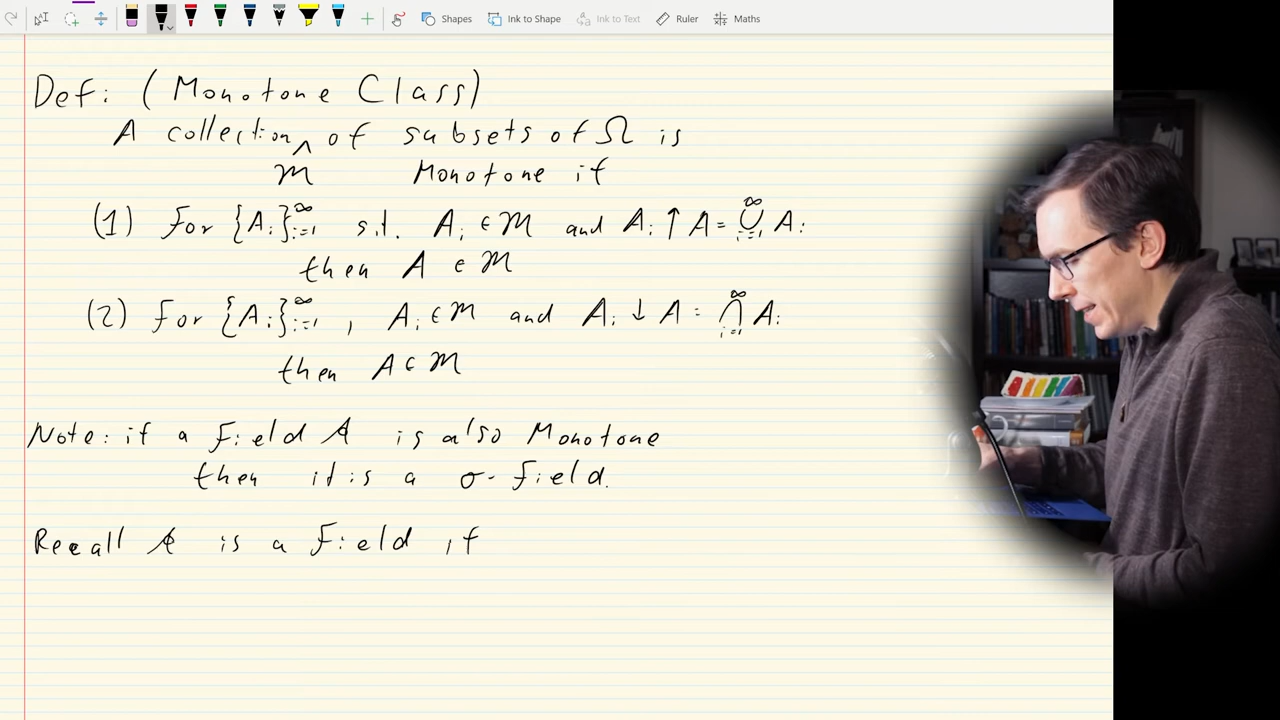 Shapes Ink to Shape Ink to Text Ruler Maths
Def: (Monotone Class)
A collection ^ of subsets of Ω is
𝓜 Monotone if
(1) For {Aᵢ}ᵢ₌₁^∞ s.t. Aᵢ ∈ 𝓜 and Aᵢ ↑ A = ⋃ᵢ₌₁^∞ Aᵢ
then A ∈ 𝓜
(2) For {Aᵢ}ᵢ₌₁^∞ , Aᵢ ∈ 𝓜 and Aᵢ ↓ A = ⋂ᵢ₌₁^∞ Aᵢ
then A ∈ 𝓜
Note: if a Field 𝓐 is also Monotone
then it is a σ-Field.
Recall 𝓐 is a Field if